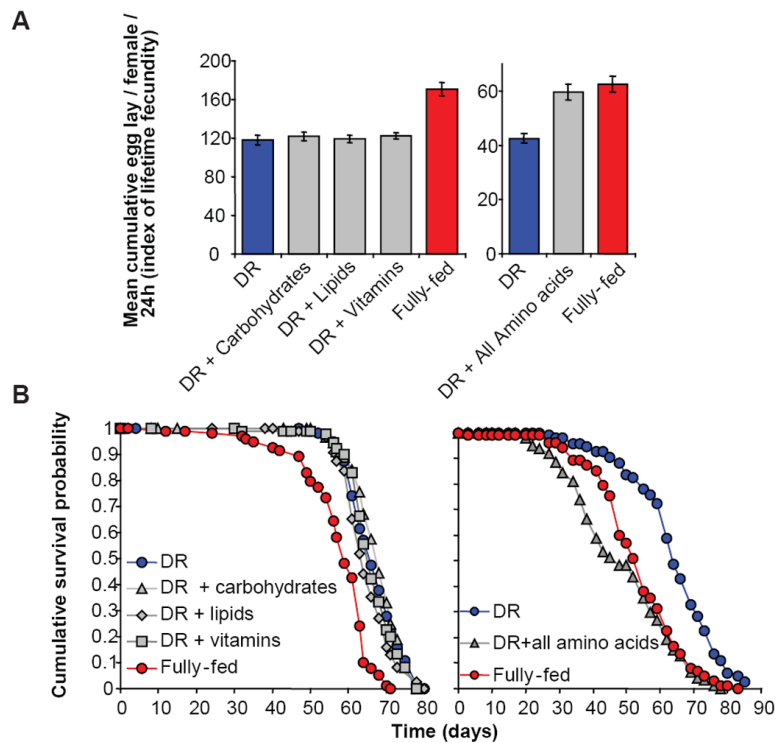 A
Mean cumulative egg lay / female /
24h (index of lifetime fecundity)
200
160
120
80
40
0
DR
DR + Carbohydrates
DR + Lipids
DR + Vitamins
Fully-fed
60
40
20
0
DR
DR + All Amino acids
Fully-fed
B
Cumulative survival probability
1
0.9
0.8
0.7
0.6
0.5
0.4
0.3
0.2
0.1
0
DR
DR + carbohydrates
DR + lipids
DR + vitamins
Fully-fed
0 10 20 30 40 50 60 70 80
DR
DR+all amino acids
Fully-fed
0 10 20 30 40 50 60 70 80 90
Time (days)